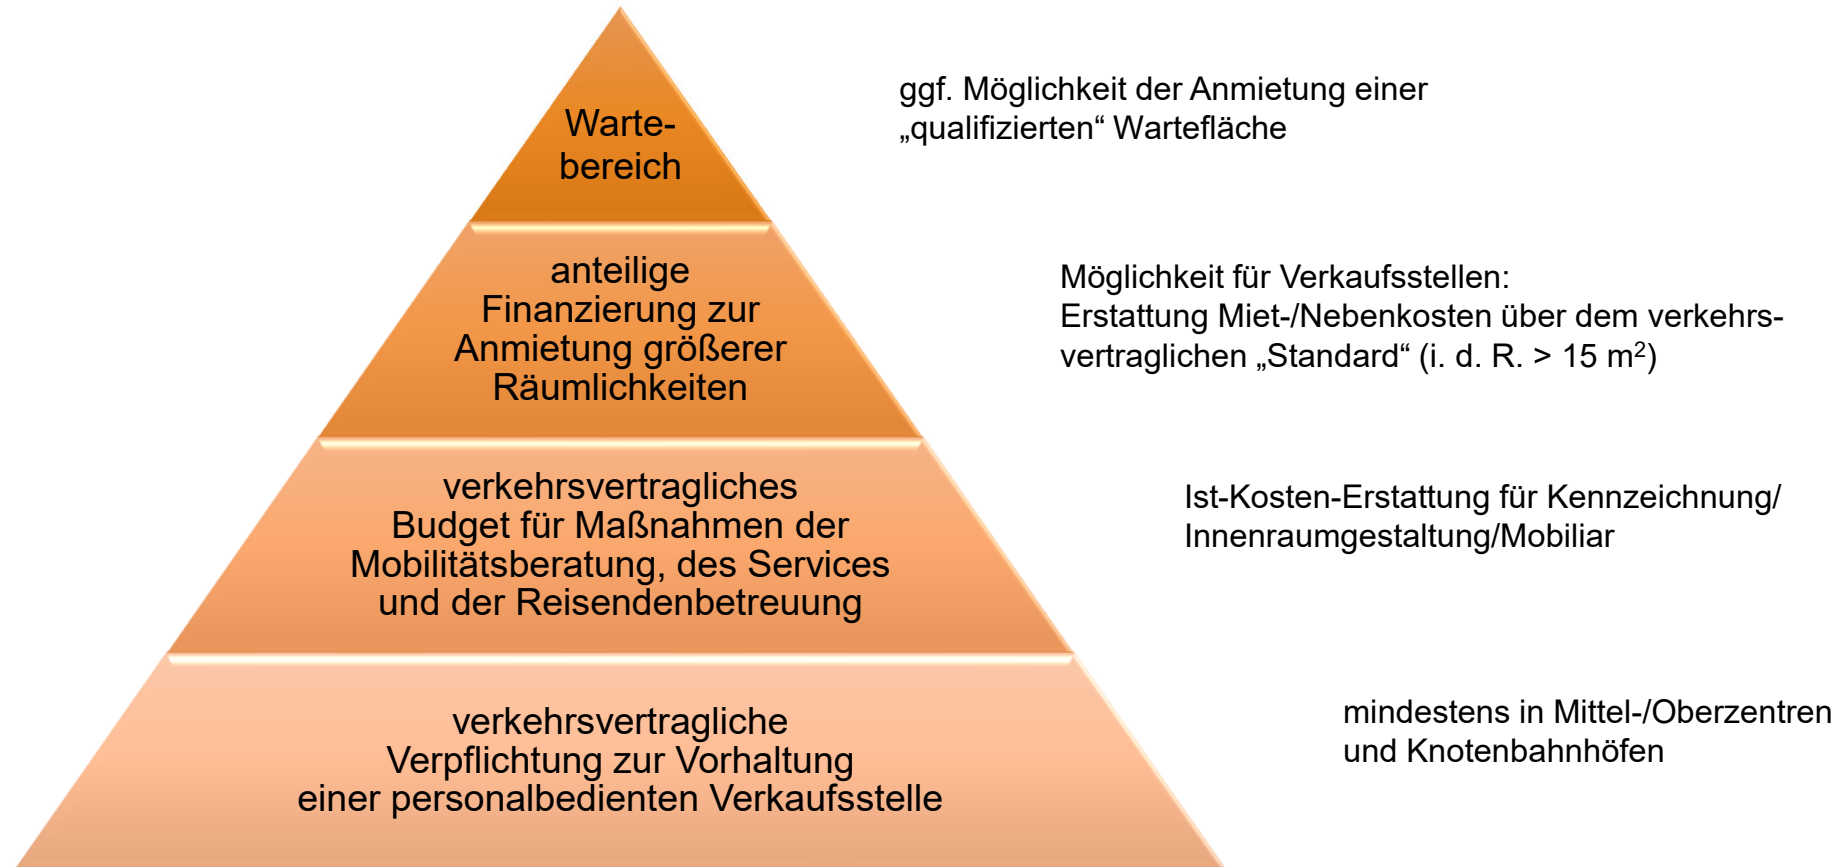 Warte-
bereich
ggf. Möglichkeit der Anmietung einer
„qualifizierten“ Wartefläche
anteilige
Finanzierung zur
Anmietung größerer
Räumlichkeiten
Möglichkeit für Verkaufsstellen:
Erstattung Miet-/Nebenkosten über dem verkehrs-
vertraglichen „Standard“ (i. d. R. > 15 m²)
verkehrsvertragliches
Budget für Maßnahmen der
Mobilitätsberatung, des Services
und der Reisendenbetreuung
Ist-Kosten-Erstattung für Kennzeichnung/
Innenraumgestaltung/Mobiliar
verkehrsvertragliche
Verpflichtung zur Vorhaltung
einer personalbedienten Verkaufsstelle
mindestens in Mittel-/Oberzentren
und Knotenbahnhöfen